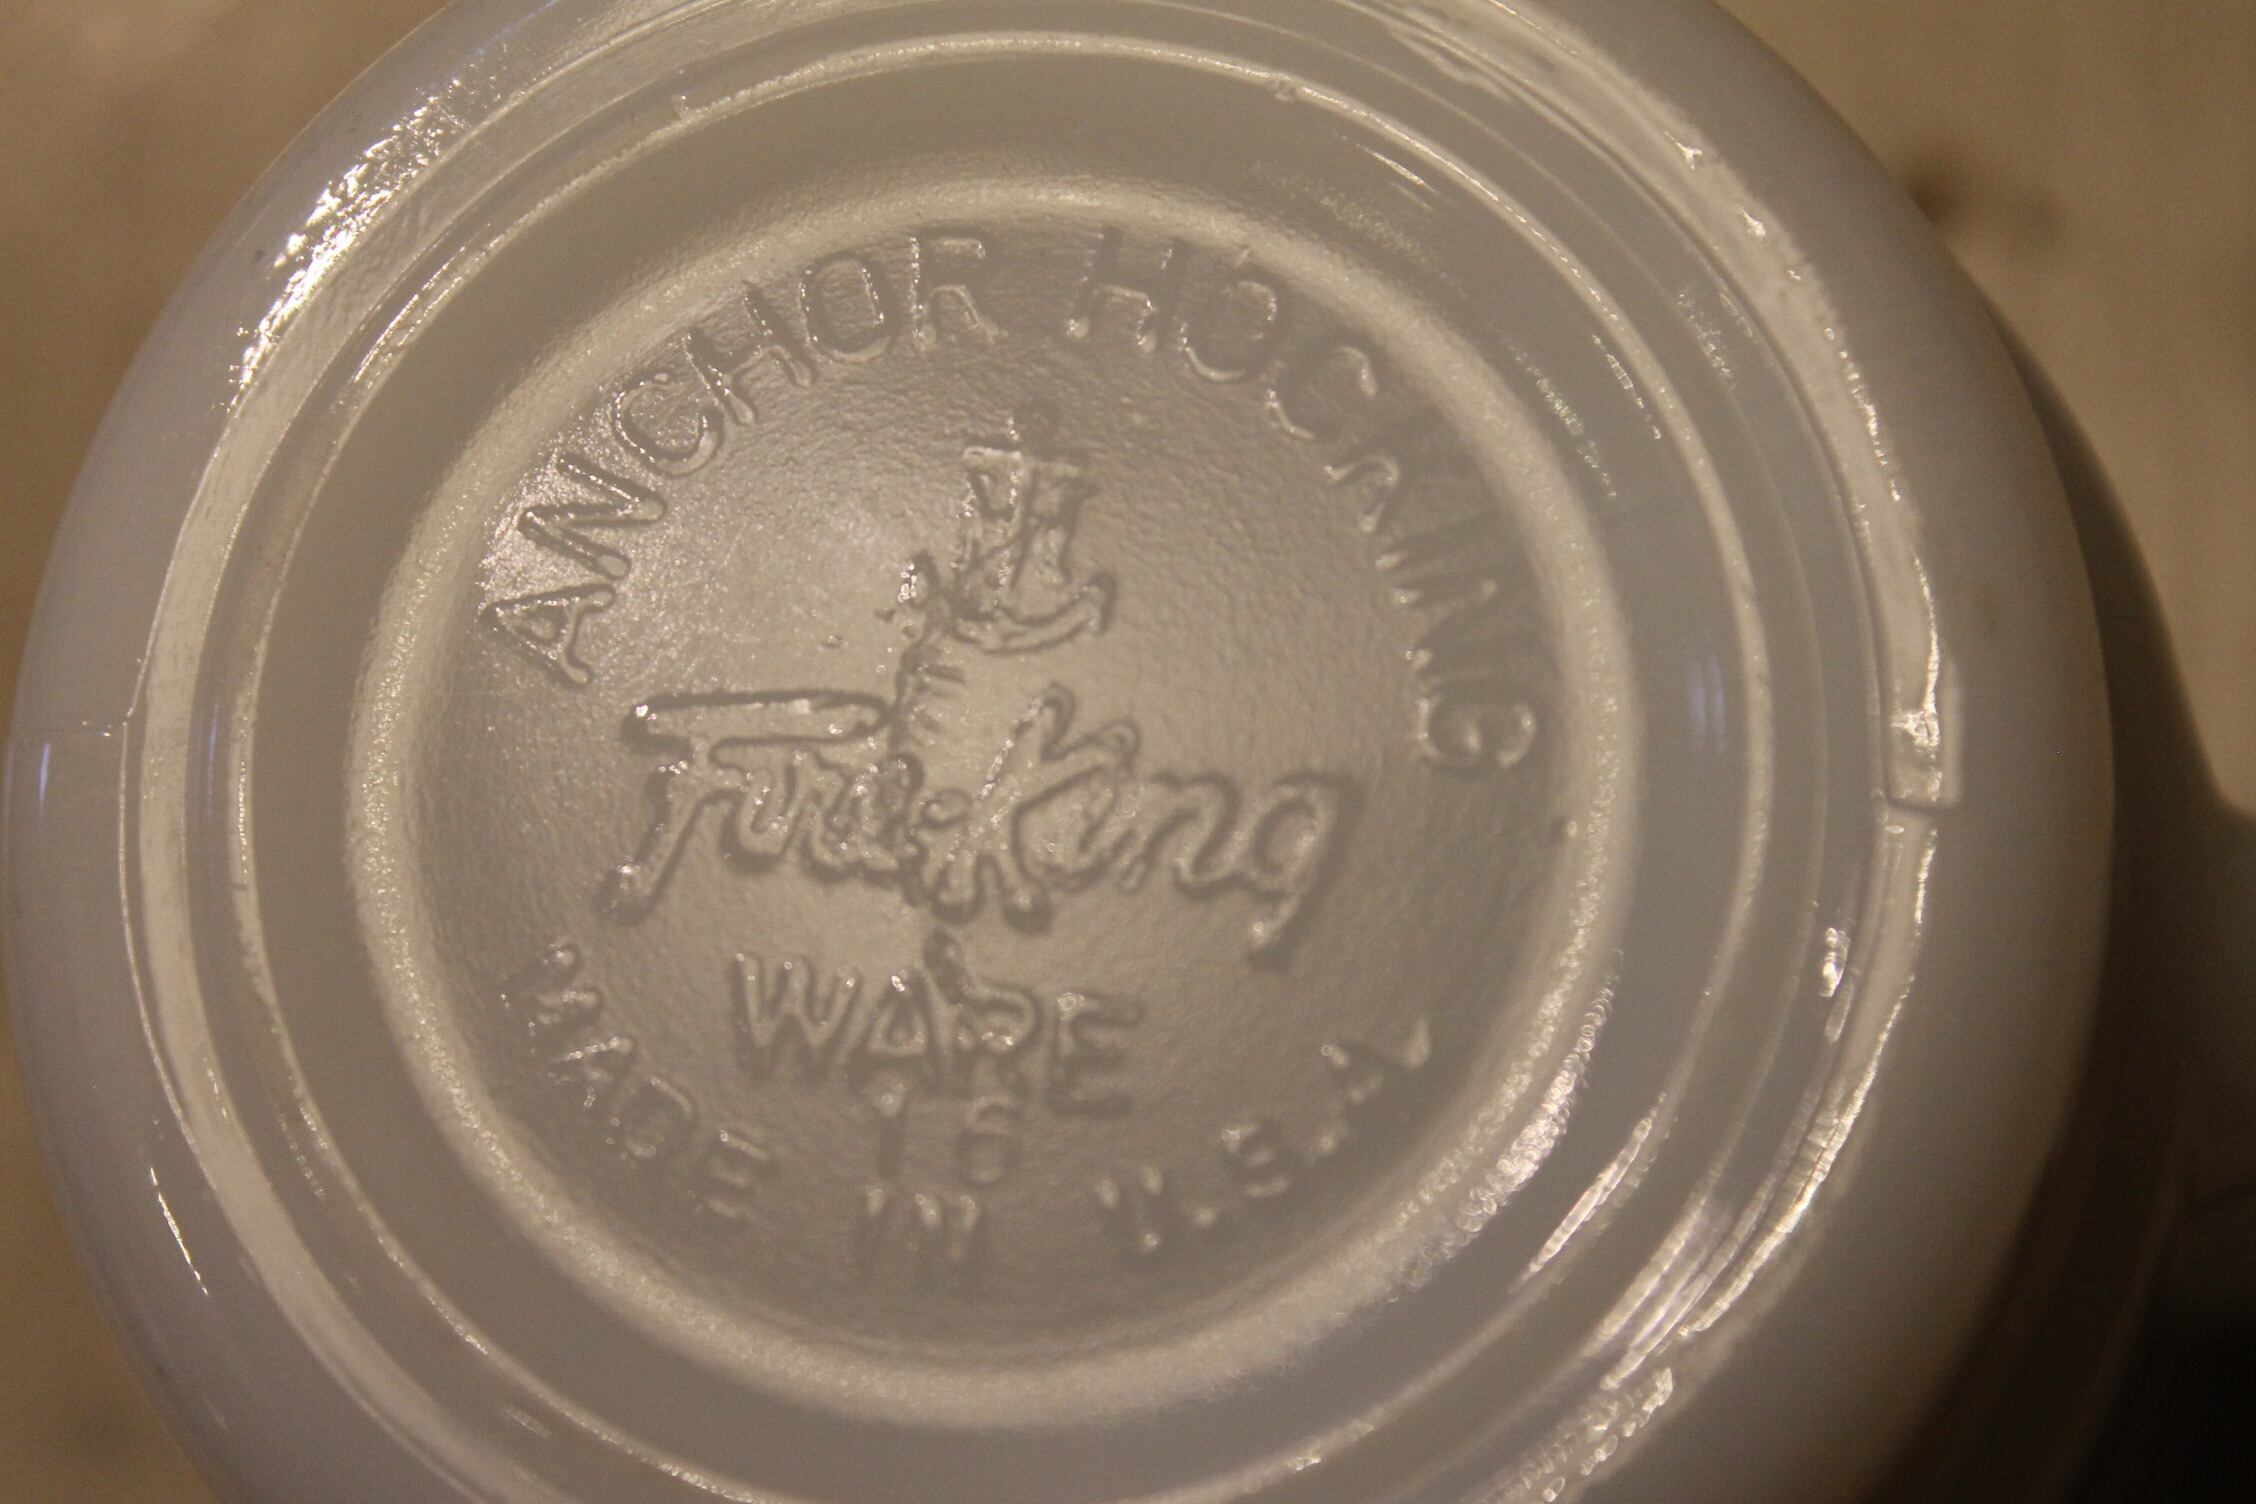 ANCHOR HOCKING
Fire-King
WARE
16
MADE IN U.S.A